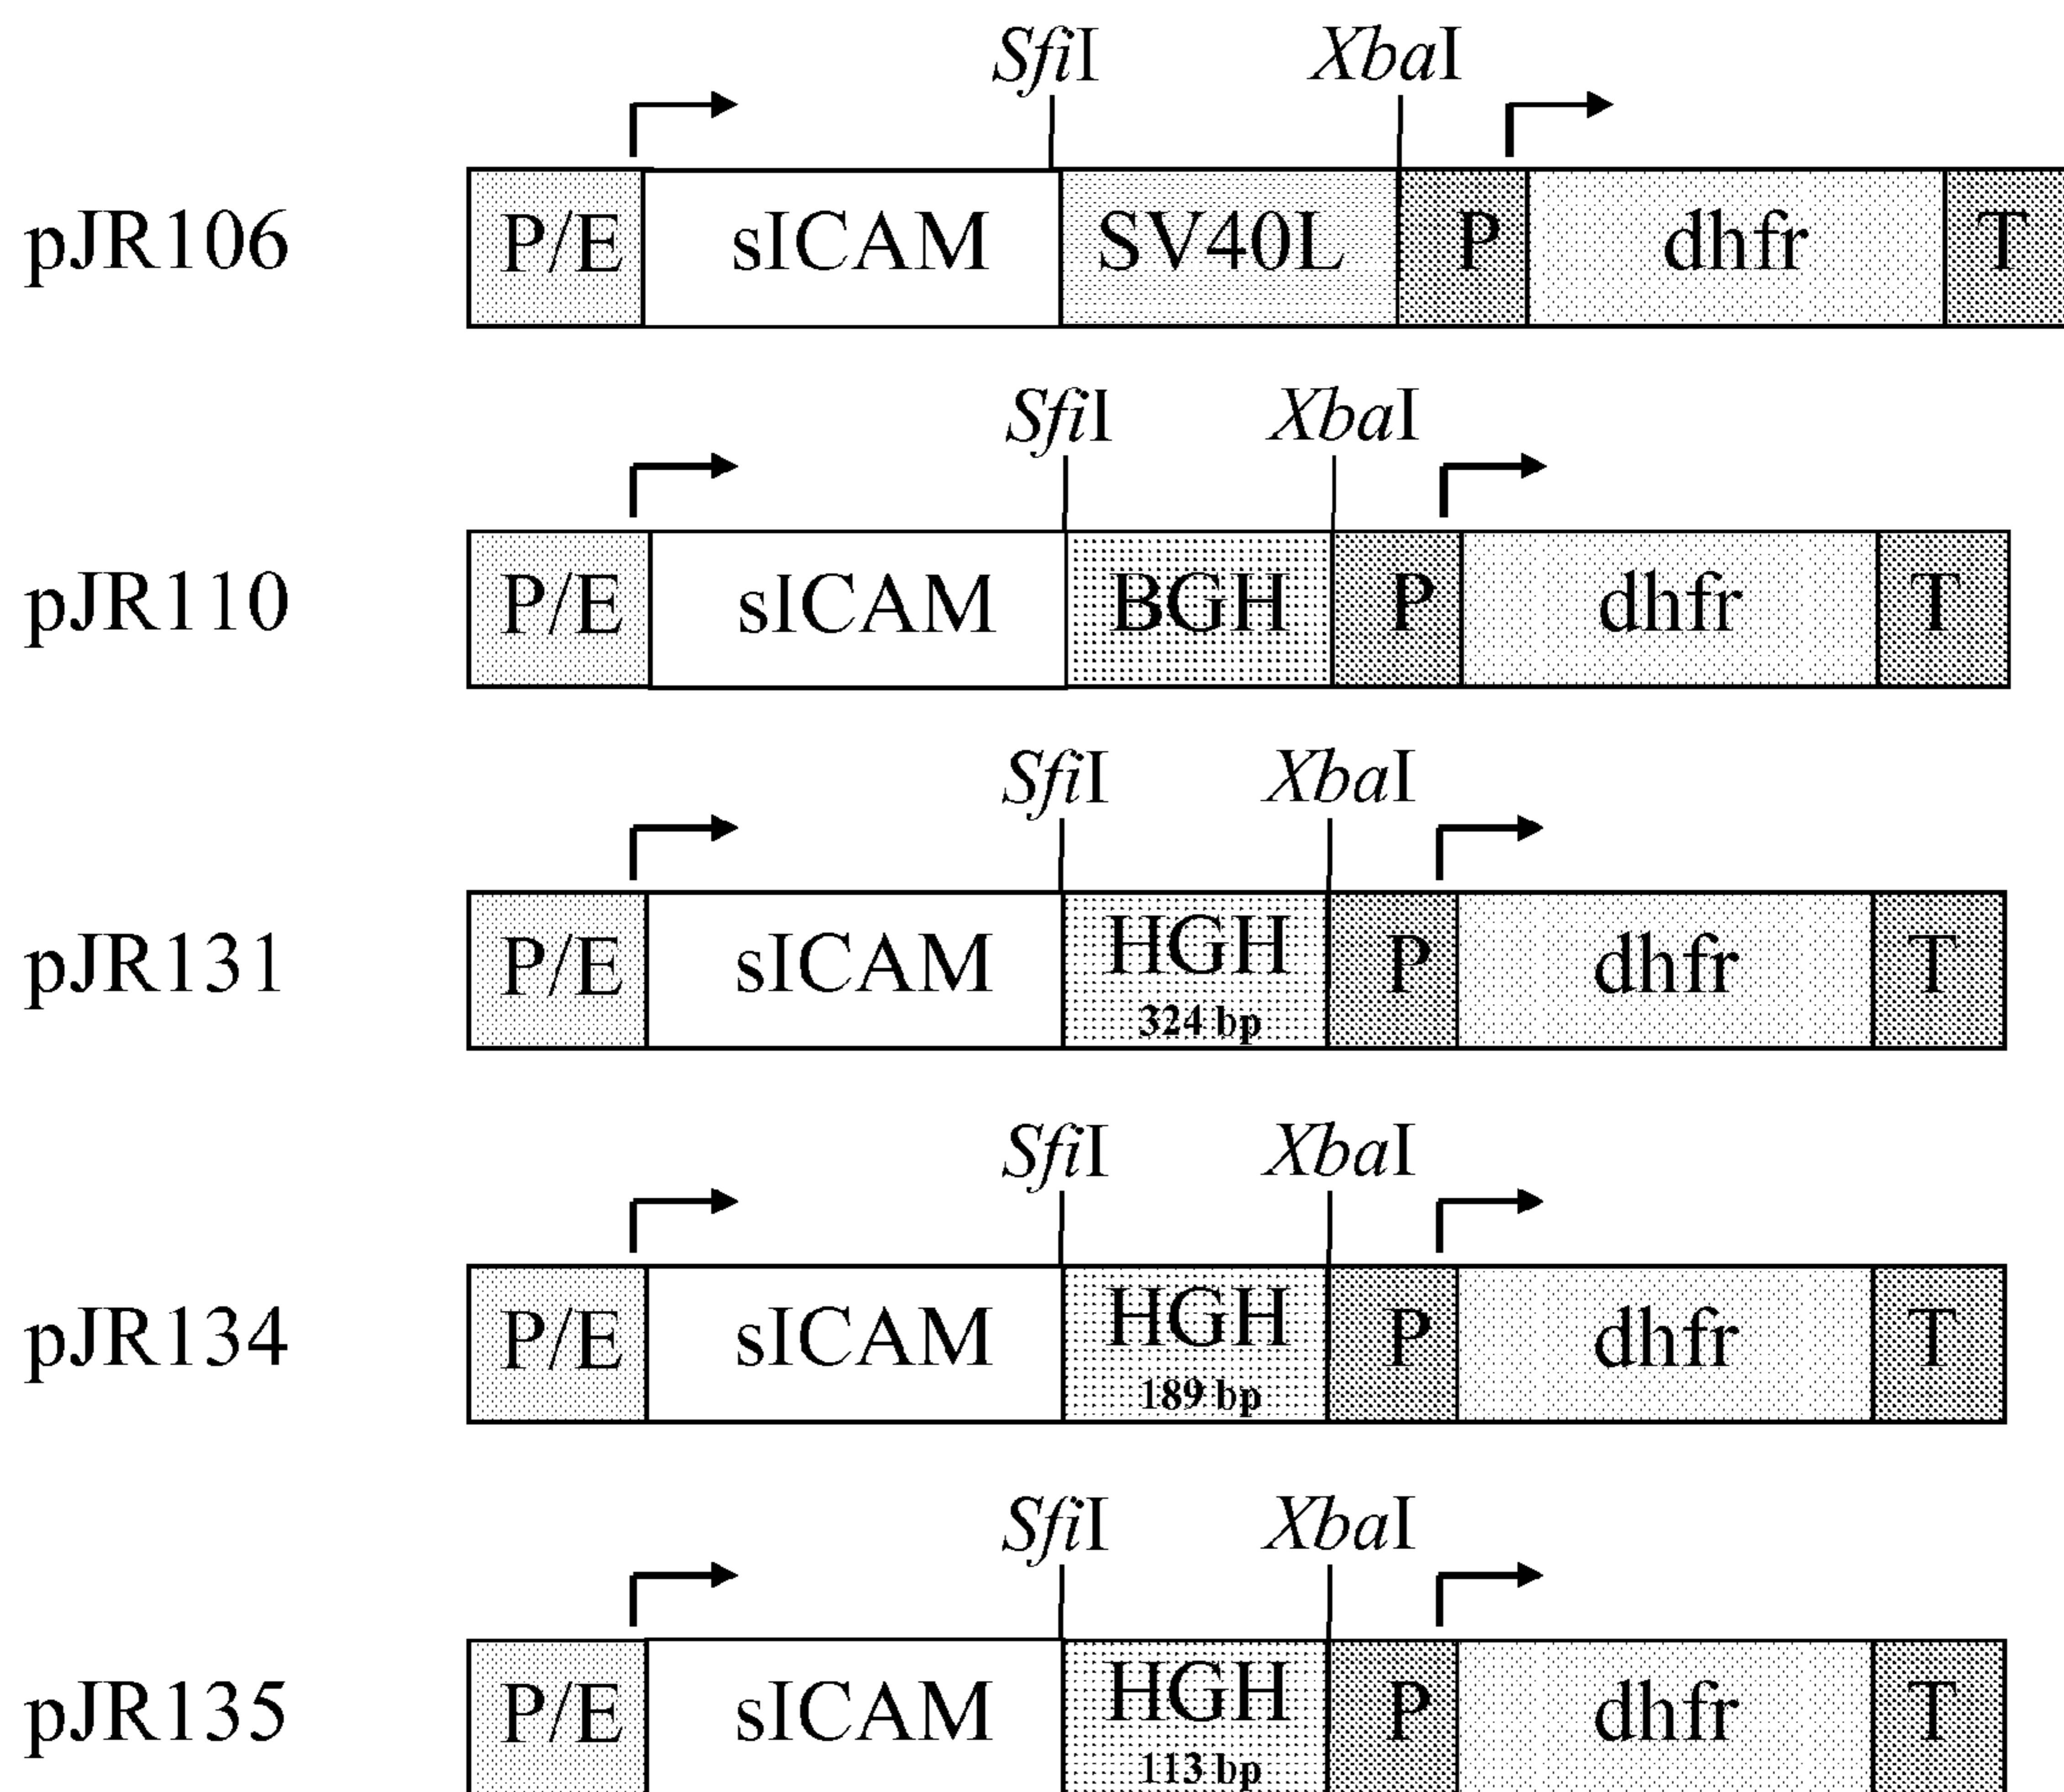 SfiI XbaI
pJR106 P/E sICAM SV40L P dhfr T
SfiI XbaI
pJR110 P/E sICAM BGH P dhfr T
SfiI XbaI
pJR131 P/E sICAM HGH P dhfr T
324 bp
SfiI XbaI
pJR134 P/E sICAM HGH P dhfr T
189 bp
SfiI XbaI
pJR135 P/E sICAM HGH P dhfr T
113 bp